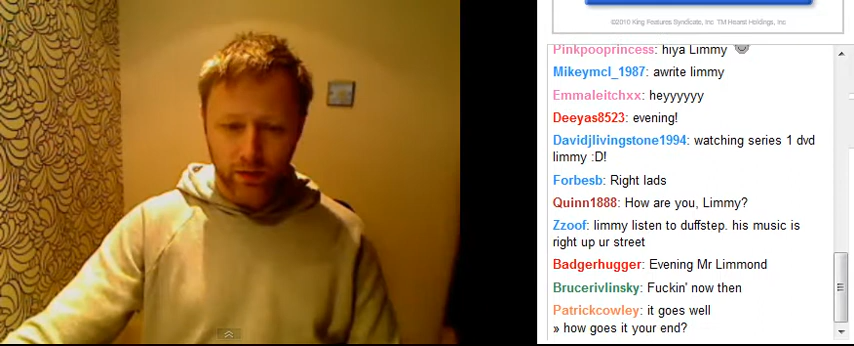 ©2010 King Features Syndicate, Inc TM Hearst Holdings, Inc
Pinkpooprincess: hiya Limmy
Mikeymcl_1987: awrite limmy
Emmaleitchxx: heyyyyyy
Deeyas8523: evening!
Davidjlivingstone1994: watching series 1 dvd
limmy :D!
Forbesb: Right lads
Quinn1888: How are you, Limmy?
Zzoof: limmy listen to duffstep. his music is
right up ur street
Badgerhugger: Evening Mr Limmond
Brucerivlinsky: Fuckin' now then
Patrickcowley: it goes well
» how goes it your end?